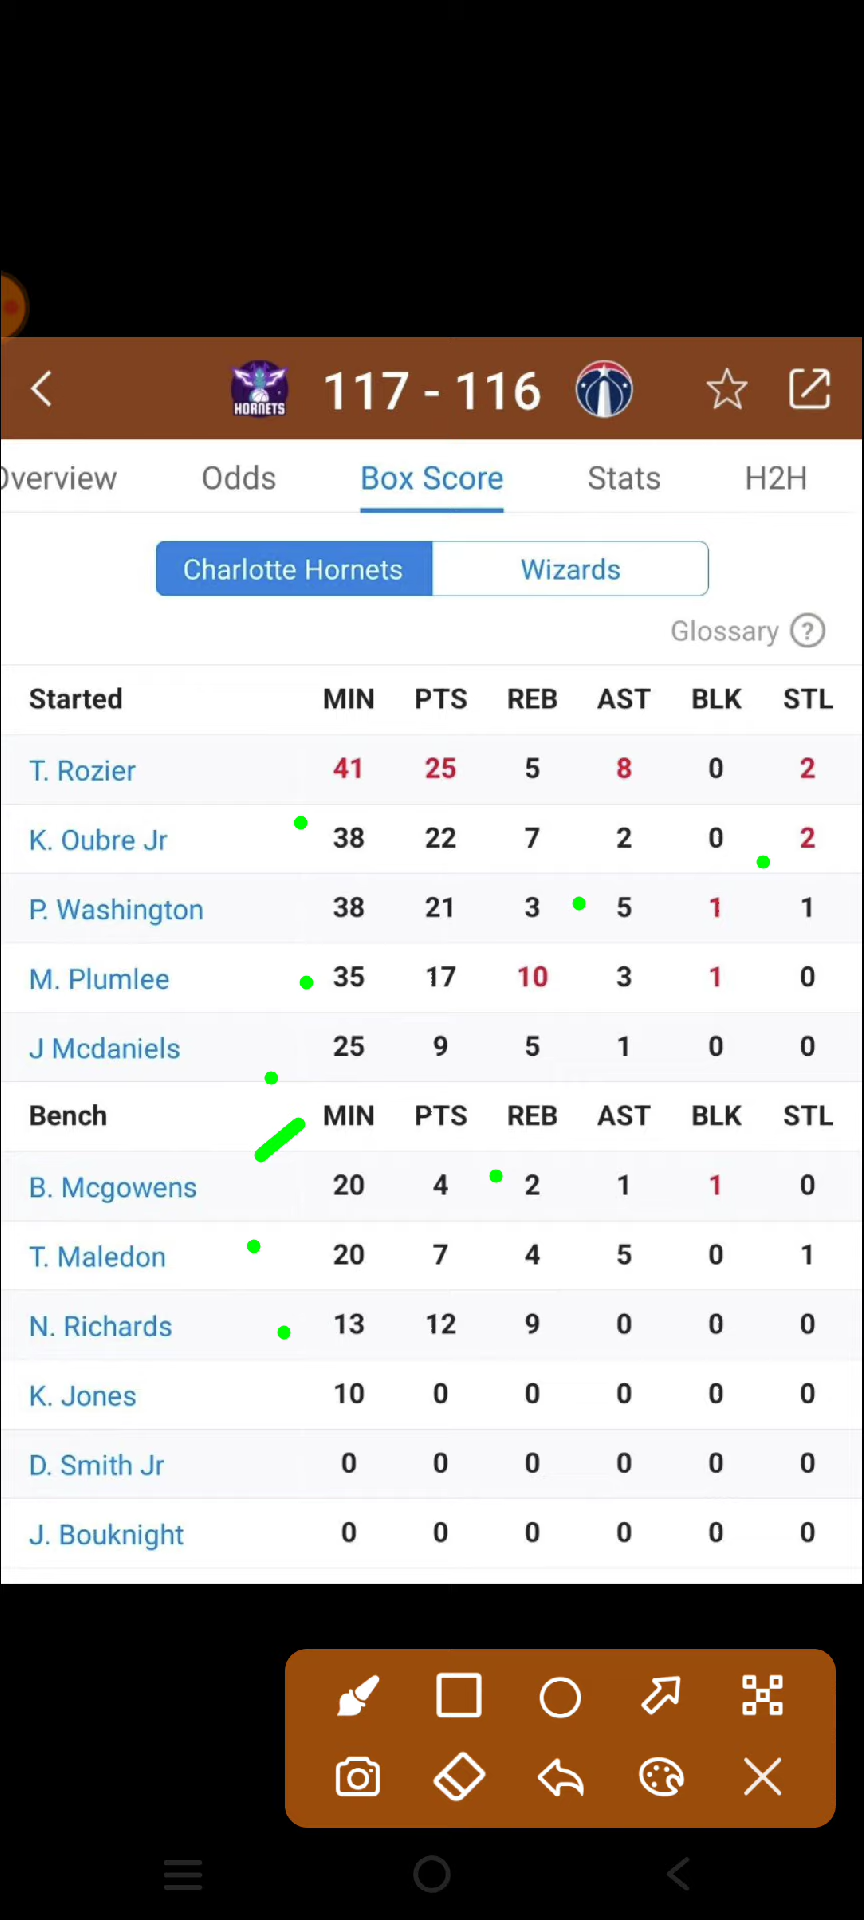 HORNETS 117 - 116
Overview Odds Box Score Stats H2H
Charlotte Hornets Wizards
Glossary ?
Started MIN PTS REB AST BLK STL
T. Rozier 41 25 5 8 0 2
K. Oubre Jr 38 22 7 2 0 2
P. Washington 38 21 3 5 1 1
M. Plumlee 35 17 10 3 1 0
J Mcdaniels 25 9 5 1 0 0
Bench MIN PTS REB AST BLK STL
B. Mcgowens 20 4 2 1 1 0
T. Maledon 20 7 4 5 0 1
N. Richards 13 12 9 0 0 0
K. Jones 10 0 0 0 0 0
D. Smith Jr 0 0 0 0 0 0
J. Bouknight 0 0 0 0 0 0